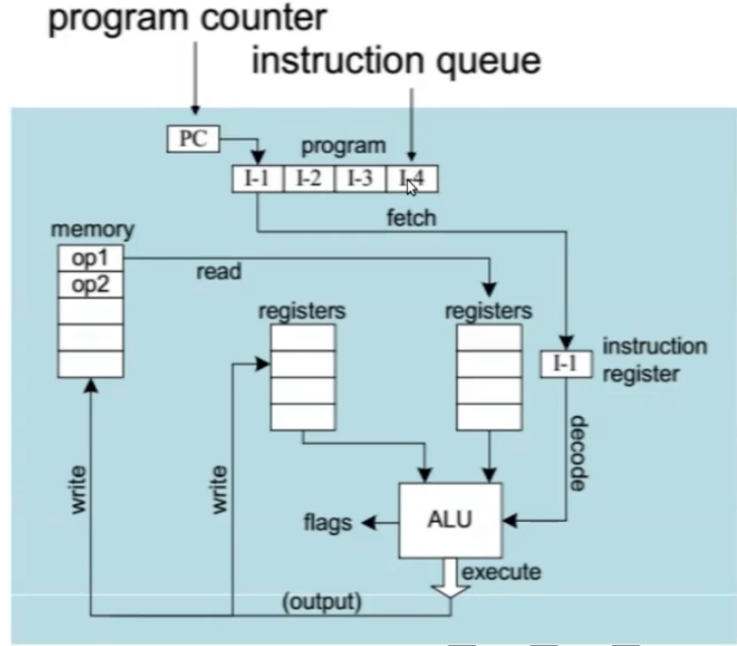 program counter
instruction queue
PC
program
I-1 I-2 I-3 I-4
fetch
memory
op1
read
op2
registers
registers
I-1
instruction
register
decode
write
write
flags
ALU
execute
(output)